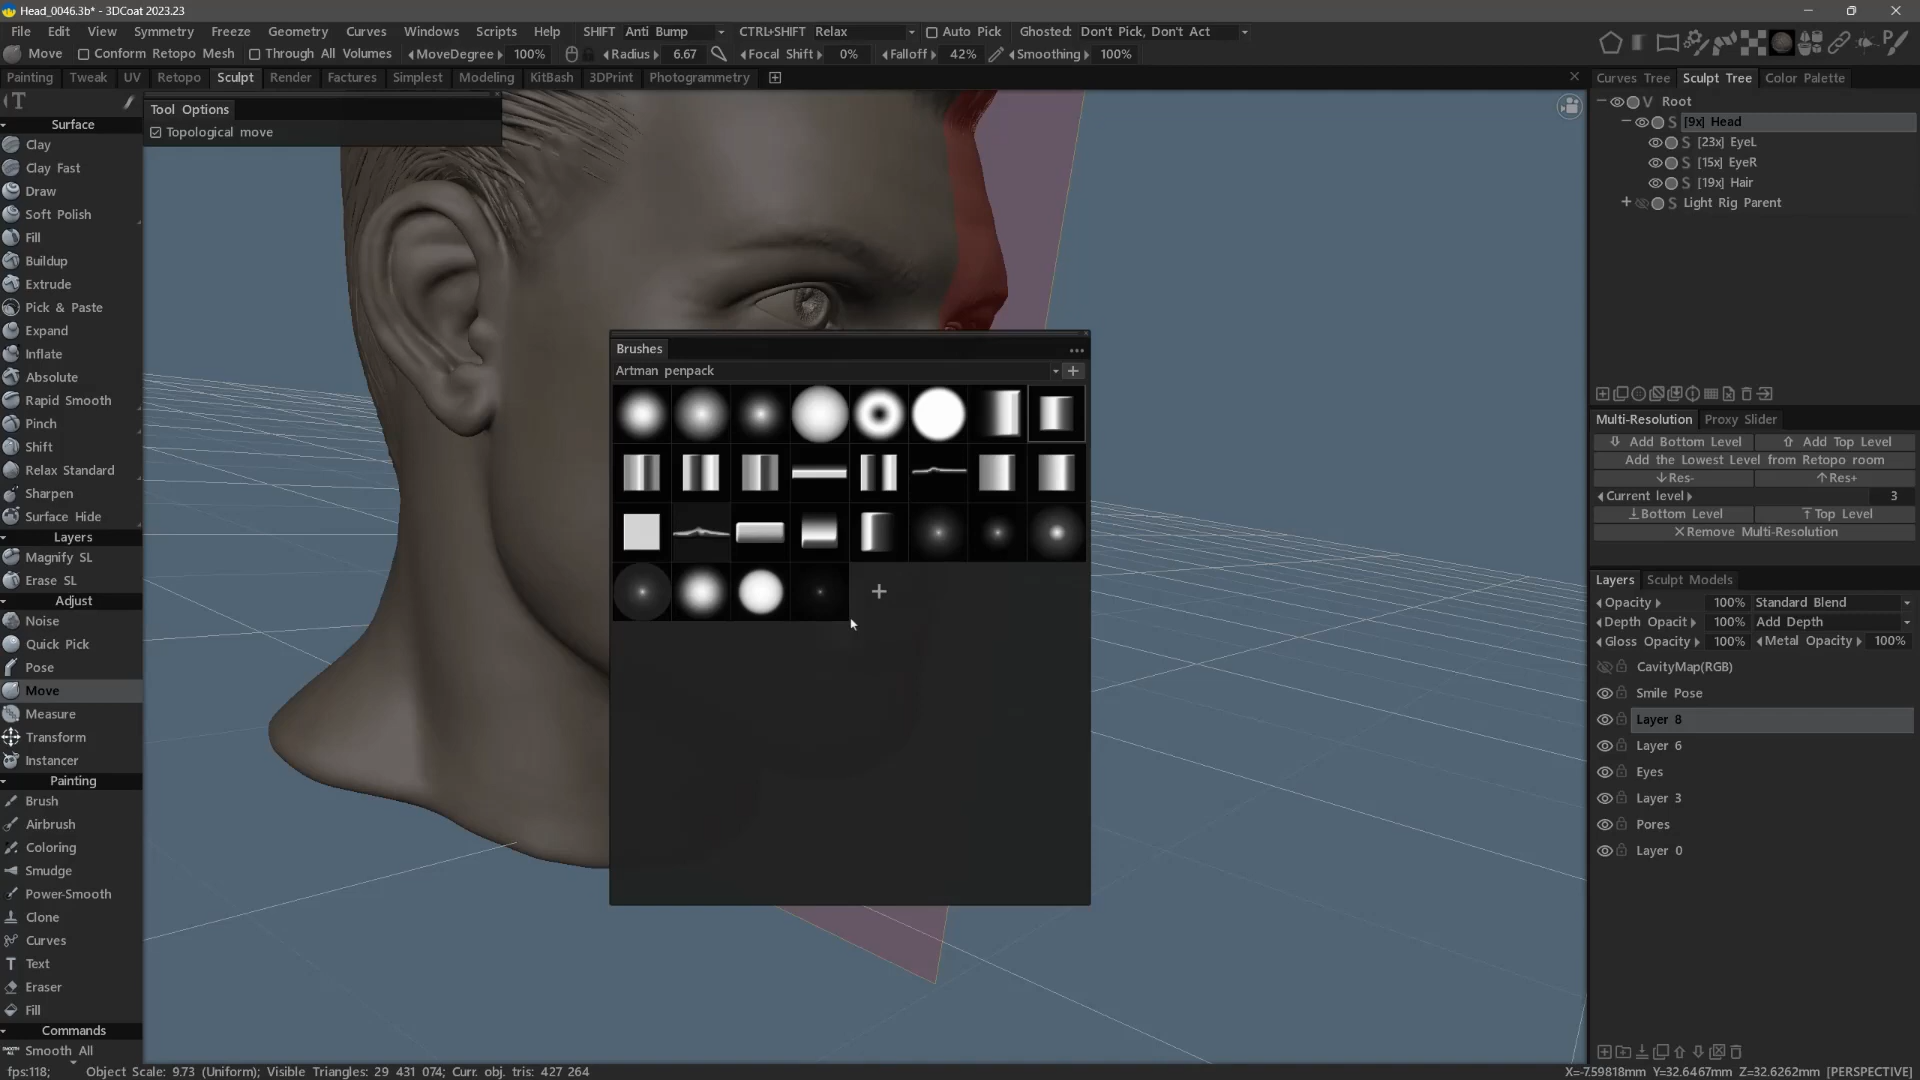 Head_0046.3b* - 3DCoat 2023.23
File Edit View Symmetry Freeze Geometry Curves Windows Scripts Help SHIFT Anti Bump CTRL+SHIFT Relax Auto Pick Ghosted: Don't Pick, Don't Act
Move Conform Retopo Mesh Through All Volumes MoveDegree 100% Radius 6.67 Focal Shift 0% Falloff 42% Smoothing 100%
Painting Tweak UV Retopo Sculpt Render Factures Simplest Modeling KitBash 3DPrint Photogrammetry
Tool Options
Topological move
Surface
Clay
Clay Fast
Draw
Soft Polish
Fill
Buildup
Extrude
Pick & Paste
Expand
Inflate
Absolute
Rapid Smooth
Pinch
Shift
Relax Standard
Sharpen
Surface Hide
Layers
Magnify SL
Erase SL
Adjust
Noise
Quick Pick
Pose
Move
Measure
Transform
Instancer
Painting
Brush
Airbrush
Coloring
Smudge
Power-Smooth
Clone
Curves
Text
Eraser
Fill
Commands
Smooth All
Brushes
Artman penpack
Curves Tree Sculpt Tree Color Palette
V Root
S [9x] Head
S [23x] EyeL
S [15x] EyeR
S [19x] Hair
S Light Rig Parent
Multi-Resolution Proxy Slider
Add Bottom Level Add Top Level
Add the Lowest Level from Retopo room
Res- Res+
Current level 3
Bottom Level Top Level
Remove Multi-Resolution
Layers Sculpt Models
Opacity 100% Standard Blend
Depth Opacit 100% Add Depth
Gloss Opacity 100% Metal Opacity 100%
CavityMap(RGB)
Smile Pose
Layer 8
Layer 6
Eyes
Layer 3
Pores
Layer 0
fps:118; Object Scale: 9.73 (Uniform); Visible Triangles: 29 431 074; Curr. obj. tris: 427 264
X=-7.59818mm Y=32.6467mm Z=32.6262mm [PERSPECTIVE]